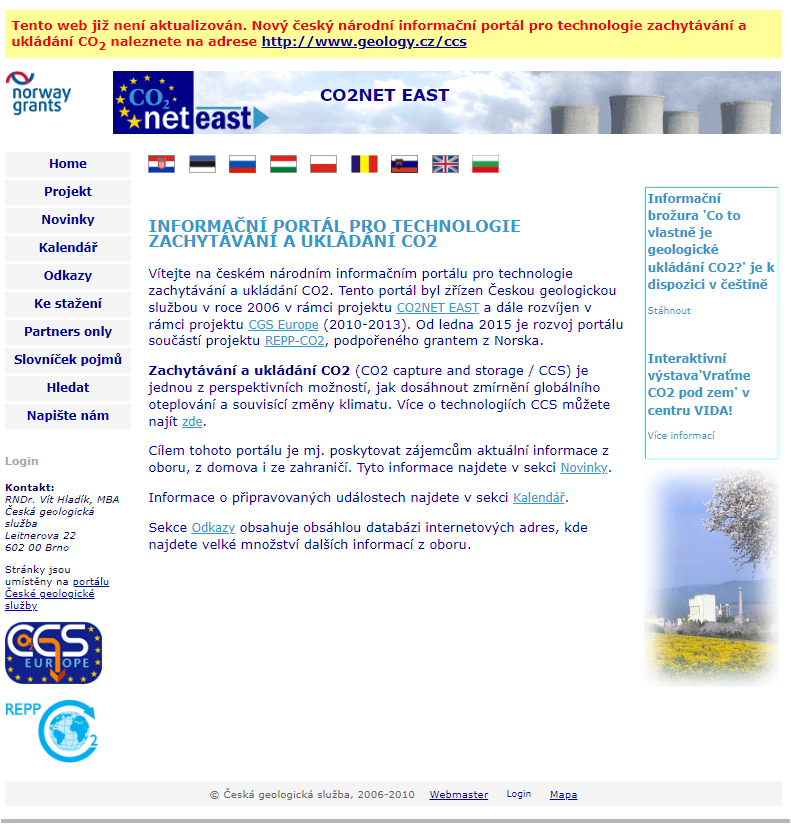 Tento web již není aktualizován. Nový český národní informační portál pro technologie zachytávání a
ukládání CO2 naleznete na adrese http://www.geology.cz/ccs
norway
grants
CO2
net east
CO2NET EAST
Home
Projekt
Novinky
Kalendář
Odkazy
Ke stažení
Partners only
Slovníček pojmů
Hledat
Napište nám
Login
Kontakt:
RNDr. Vít Hladík, MBA
Česká geologická
služba
Leitnerova 22
602 00 Brno
Stránky jsou
umístěny na portálu
České geologické
služby
CO2GS
EUROPE
REPP
CO2
INFORMAČNÍ PORTÁL PRO TECHNOLOGIE
ZACHYTÁVÁNÍ A UKLÁDÁNÍ CO2
Vítejte na českém národním informačním portálu pro technologie
zachytávání a ukládání CO2. Tento portál byl zřízen Českou geologickou
službou v roce 2006 v rámci projektu CO2NET EAST a dále rozvíjen v
rámci projektu CGS Europe (2010-2013). Od ledna 2015 je rozvoj portálu
součástí projektu REPP-CO2, podpořeného grantem z Norska.
Zachytávání a ukládání CO2 (CO2 capture and storage / CCS) je
jednou z perspektivních možností, jak dosáhnout zmírnění globálního
oteplování a souvisící změny klimatu. Více o technologiích CCS můžete
najít zde.
Cílem tohoto portálu je mj. poskytovat zájemcům aktuální informace z
oboru, z domova i ze zahraničí. Tyto informace najdete v sekci Novinky.
Informace o připravovaných událostech najdete v sekci Kalendář.
Sekce Odkazy obsahuje obsáhlou databázi internetových adres, kde
najdete velké množství dalších informací z oboru.
Informační
brožura 'Co to
vlastně je
geologické
ukládání CO2?' je k
dispozici v češtině
Stáhnout
Interaktivní
výstava'Vraťme
CO2 pod zem' v
centru VIDA!
Více informací
© Česká geologická služba, 2006-2010 Webmaster Login Mapa